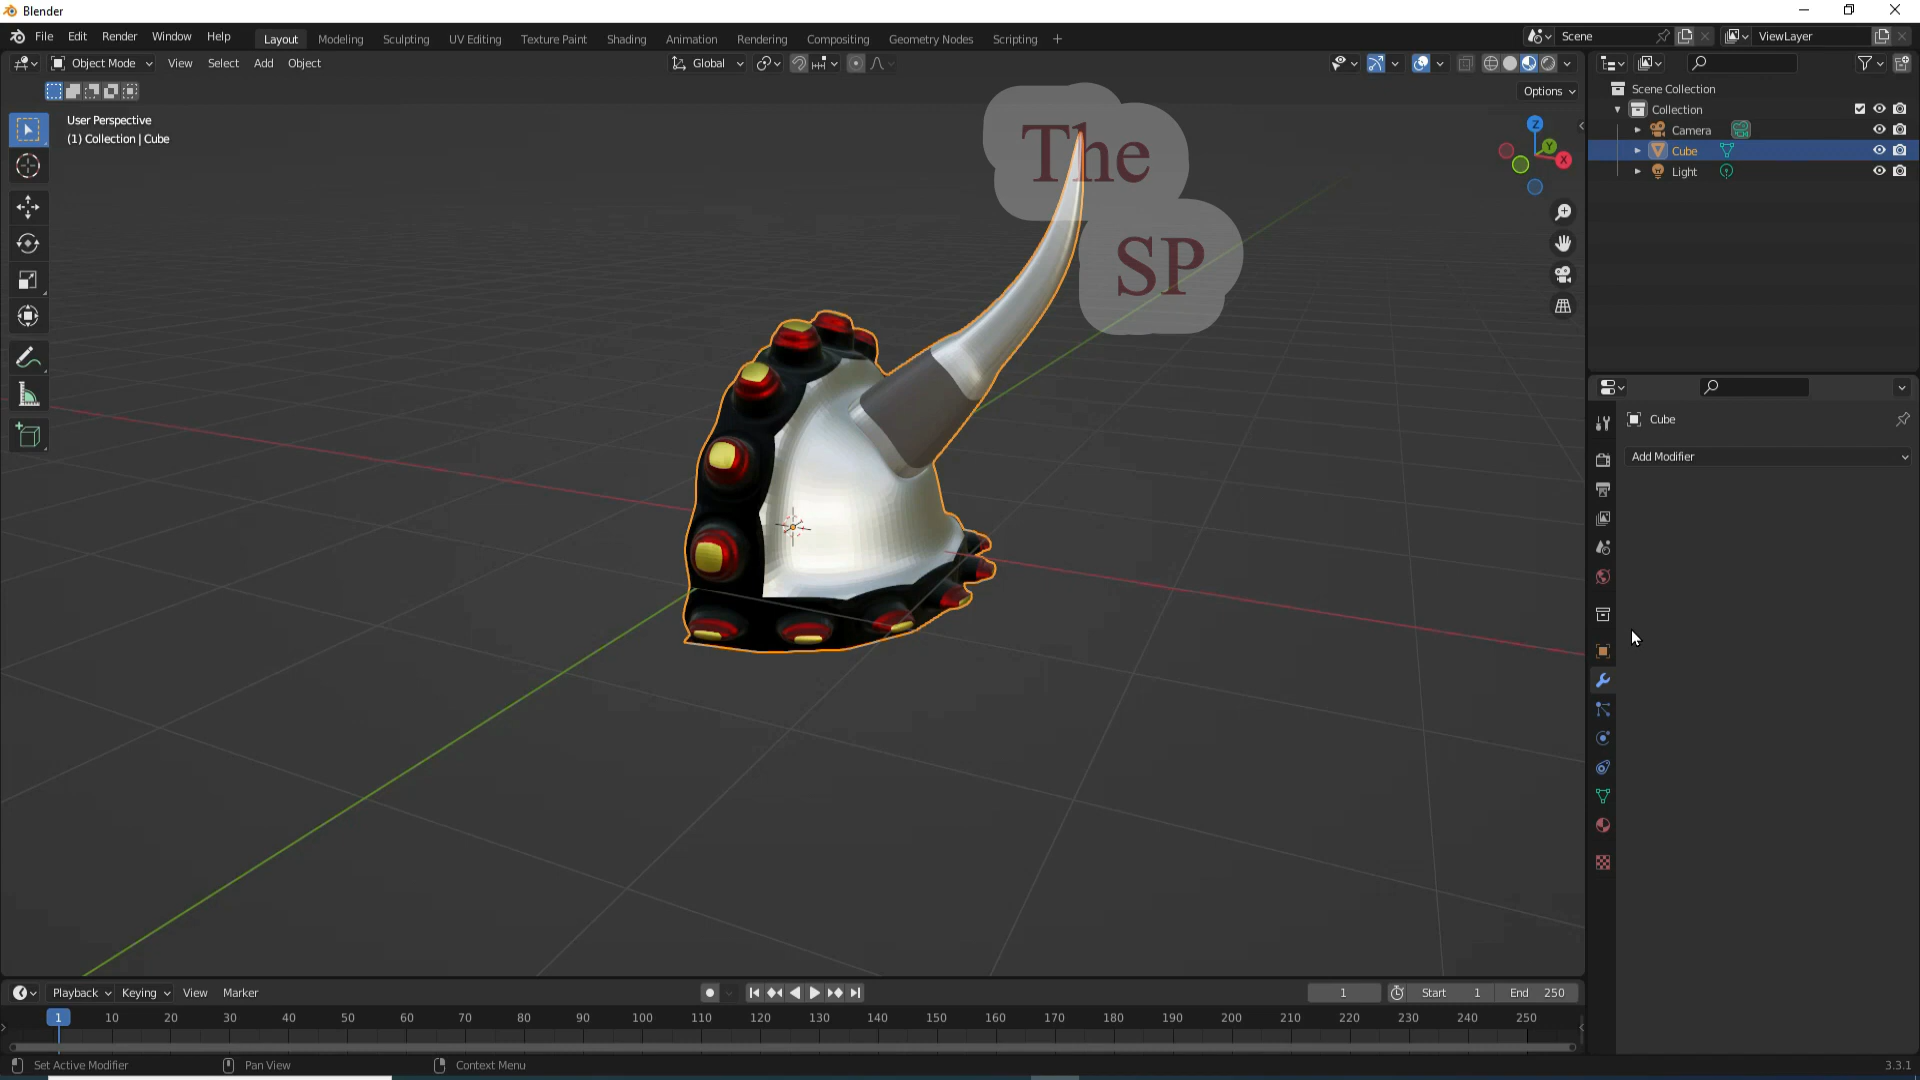 Blender
File Edit Render Window Help Layout Modeling Sculpting UV Editing Texture Paint Shading Animation Rendering Compositing Geometry Nodes Scripting + Scene ViewLayer
Object Mode View Select Add Object Global
Options
User Perspective
(1) Collection | Cube
The
SP
Z
Y
X
Scene Collection
Collection
Camera
Cube
Light
Cube
Add Modifier
Playback Keying View Marker 1 Start 1 End 250
1 10 20 30 40 50 60 70 80 90 100 110 120 130 140 150 160 170 180 190 200 210 220 230 240 250
Set Active Modifier Pan View Context Menu 3.3.1